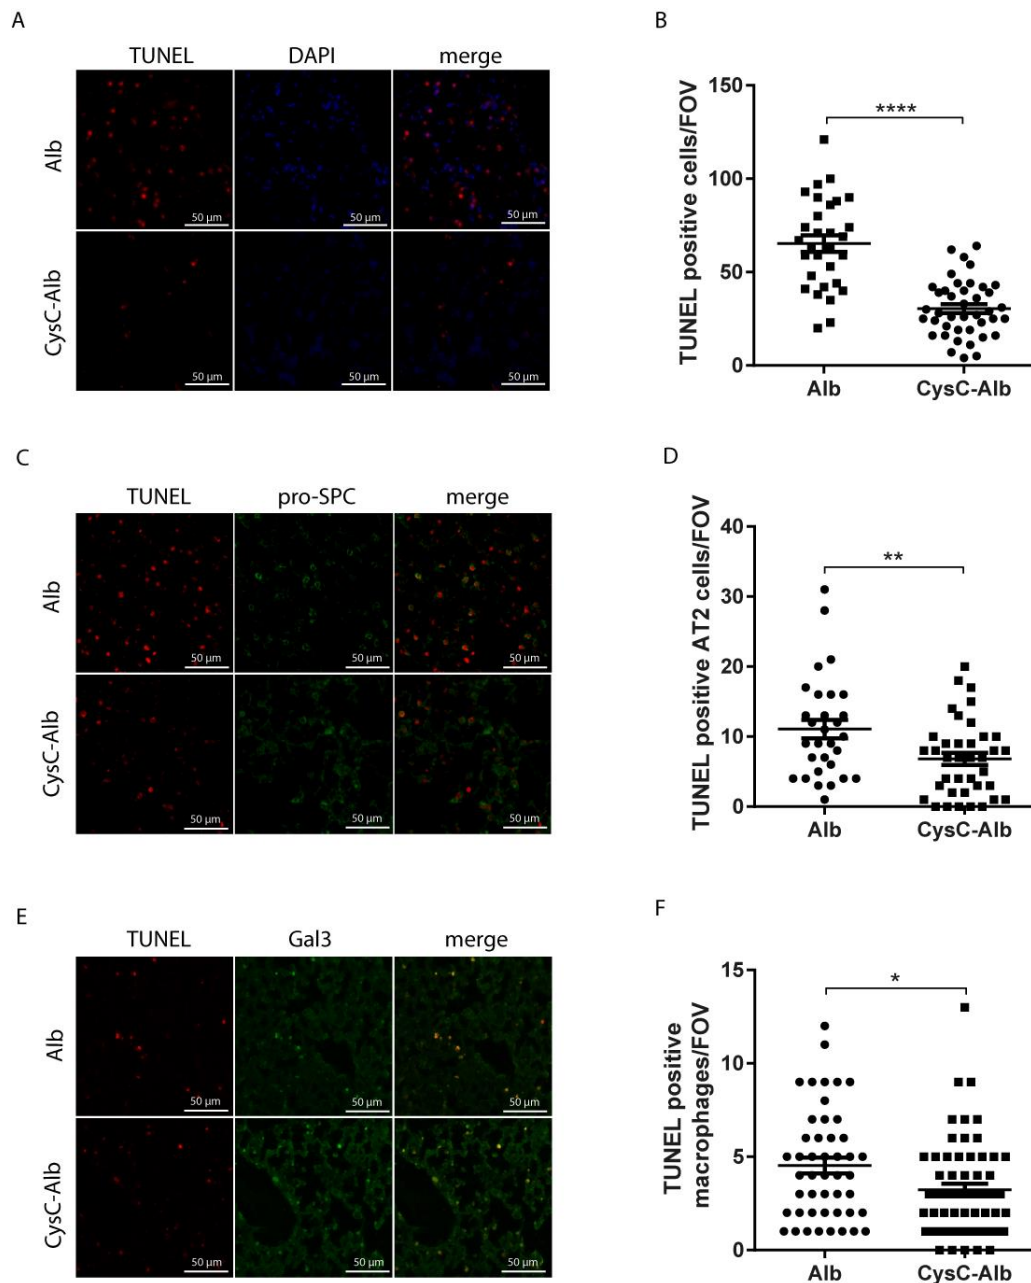 A
TUNEL DAPI merge
Alb
50 µm 50 µm 50 µm
CysC-Alb
50 µm 50 µm 50 µm
B
TUNEL positive cells/FOV
150
100
50
0
****
Alb CysC-Alb
C
TUNEL pro-SPC merge
Alb
50 µm 50 µm 50 µm
CysC-Alb
50 µm 50 µm 50 µm
D
TUNEL positive AT2 cells/FOV
40
30
20
10
0
**
Alb CysC-Alb
E
TUNEL Gal3 merge
Alb
50 µm 50 µm 50 µm
CysC-Alb
50 µm 50 µm 50 µm
F
TUNEL positive
macrophages/FOV
15
10
5
0
*
Alb CysC-Alb